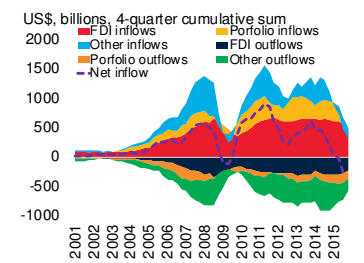 US$, billions, 4-quarter cumulative sum
FDI inflows
Porfolio inflows
Other inflows
FDI outflows
Porfolio outflows
Other outflows
Net inflow
2000
1500
1000
500
0
-500
-1000
2001
2002
2003
2004
2005
2006
2007
2008
2009
2010
2011
2012
2013
2014
2015